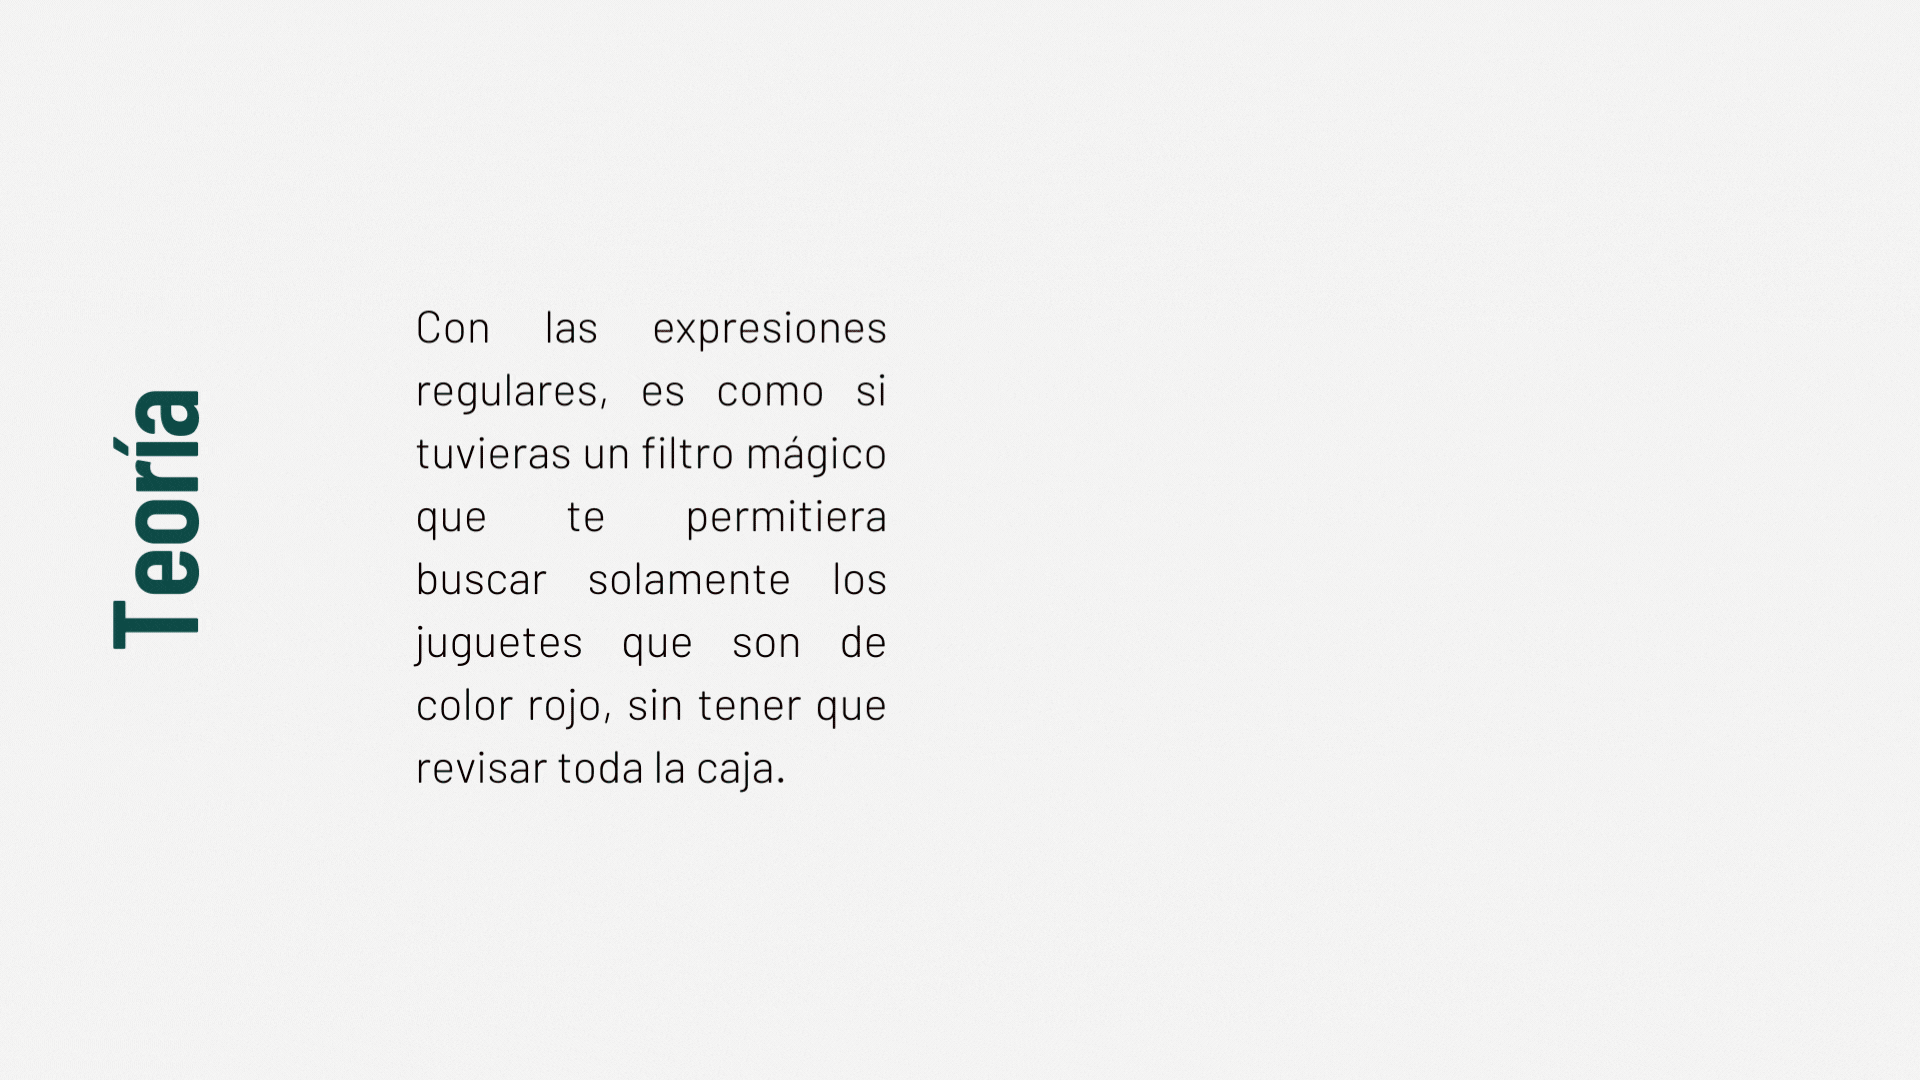 Teoría
Con las expresiones
regulares, es como si
tuvieras un filtro mágico
que te permitiera
buscar solamente los
juguetes que son de
color rojo, sin tener que
revisar toda la caja.